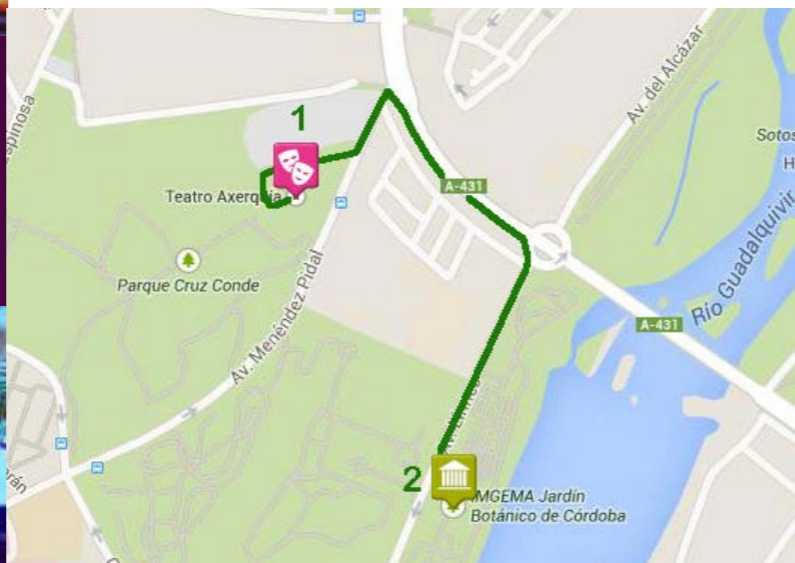 Av. del Alcázar
Sotos
H
1
A-431
Teatro Axerquía
Parque Cruz Conde
Río Guadalquivir
A-431
Av. Menéndez Pidal
2
IMGEMA Jardín
Botánico de Córdoba